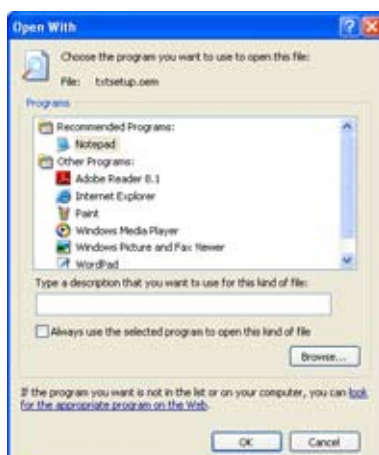 Open With
Choose the program you want to use to open this file:
File: txtsetup.oem
Programs
Recommended Programs:
Notepad
Other Programs:
Adobe Reader 8.1
Internet Explorer
Paint
Windows Media Player
Windows Picture and Fax Viewer
WordPad
Type a description that you want to use for this kind of file:
Always use the selected program to open this kind of file
Browse...
If the program you want is not in the list or on your computer, you can look
for the appropriate program on the Web.
OK
Cancel